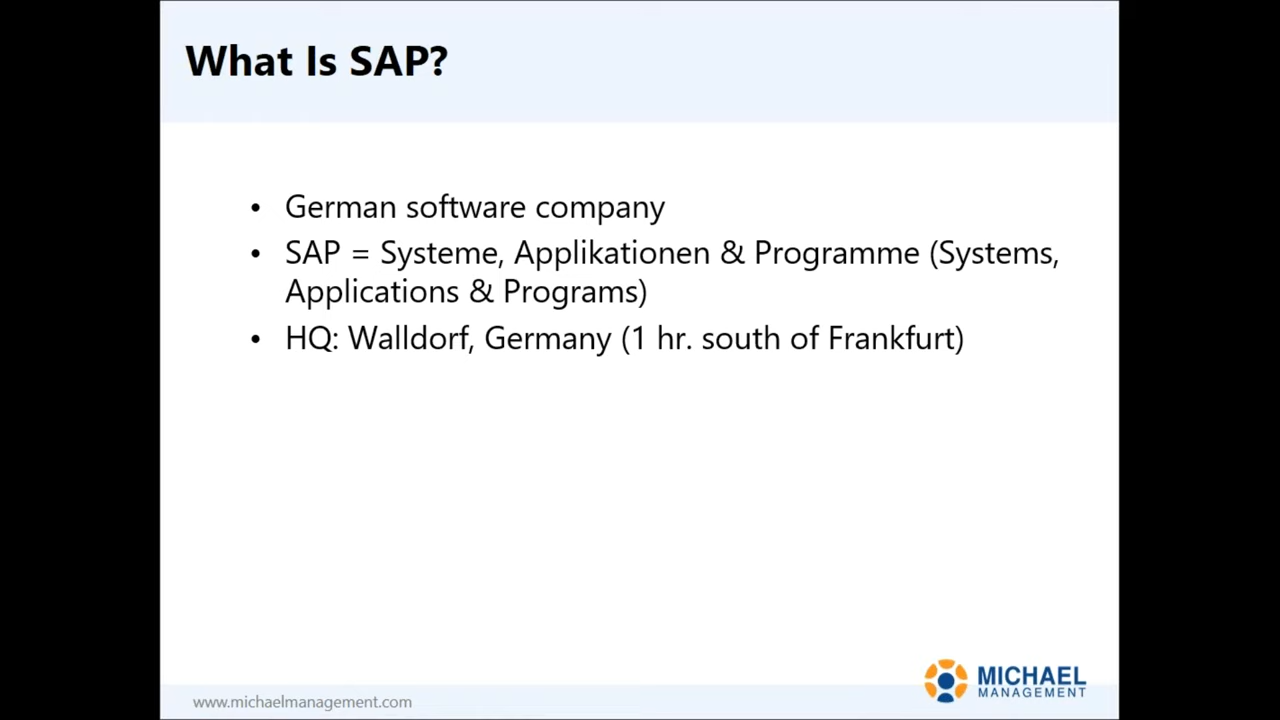 What Is SAP?
• German software company
• SAP = Systeme, Applikationen & Programme (Systems,
Applications & Programs)
• HQ: Walldorf, Germany (1 hr. south of Frankfurt)
www.michaelmanagement.com
MICHAEL
MANAGEMENT